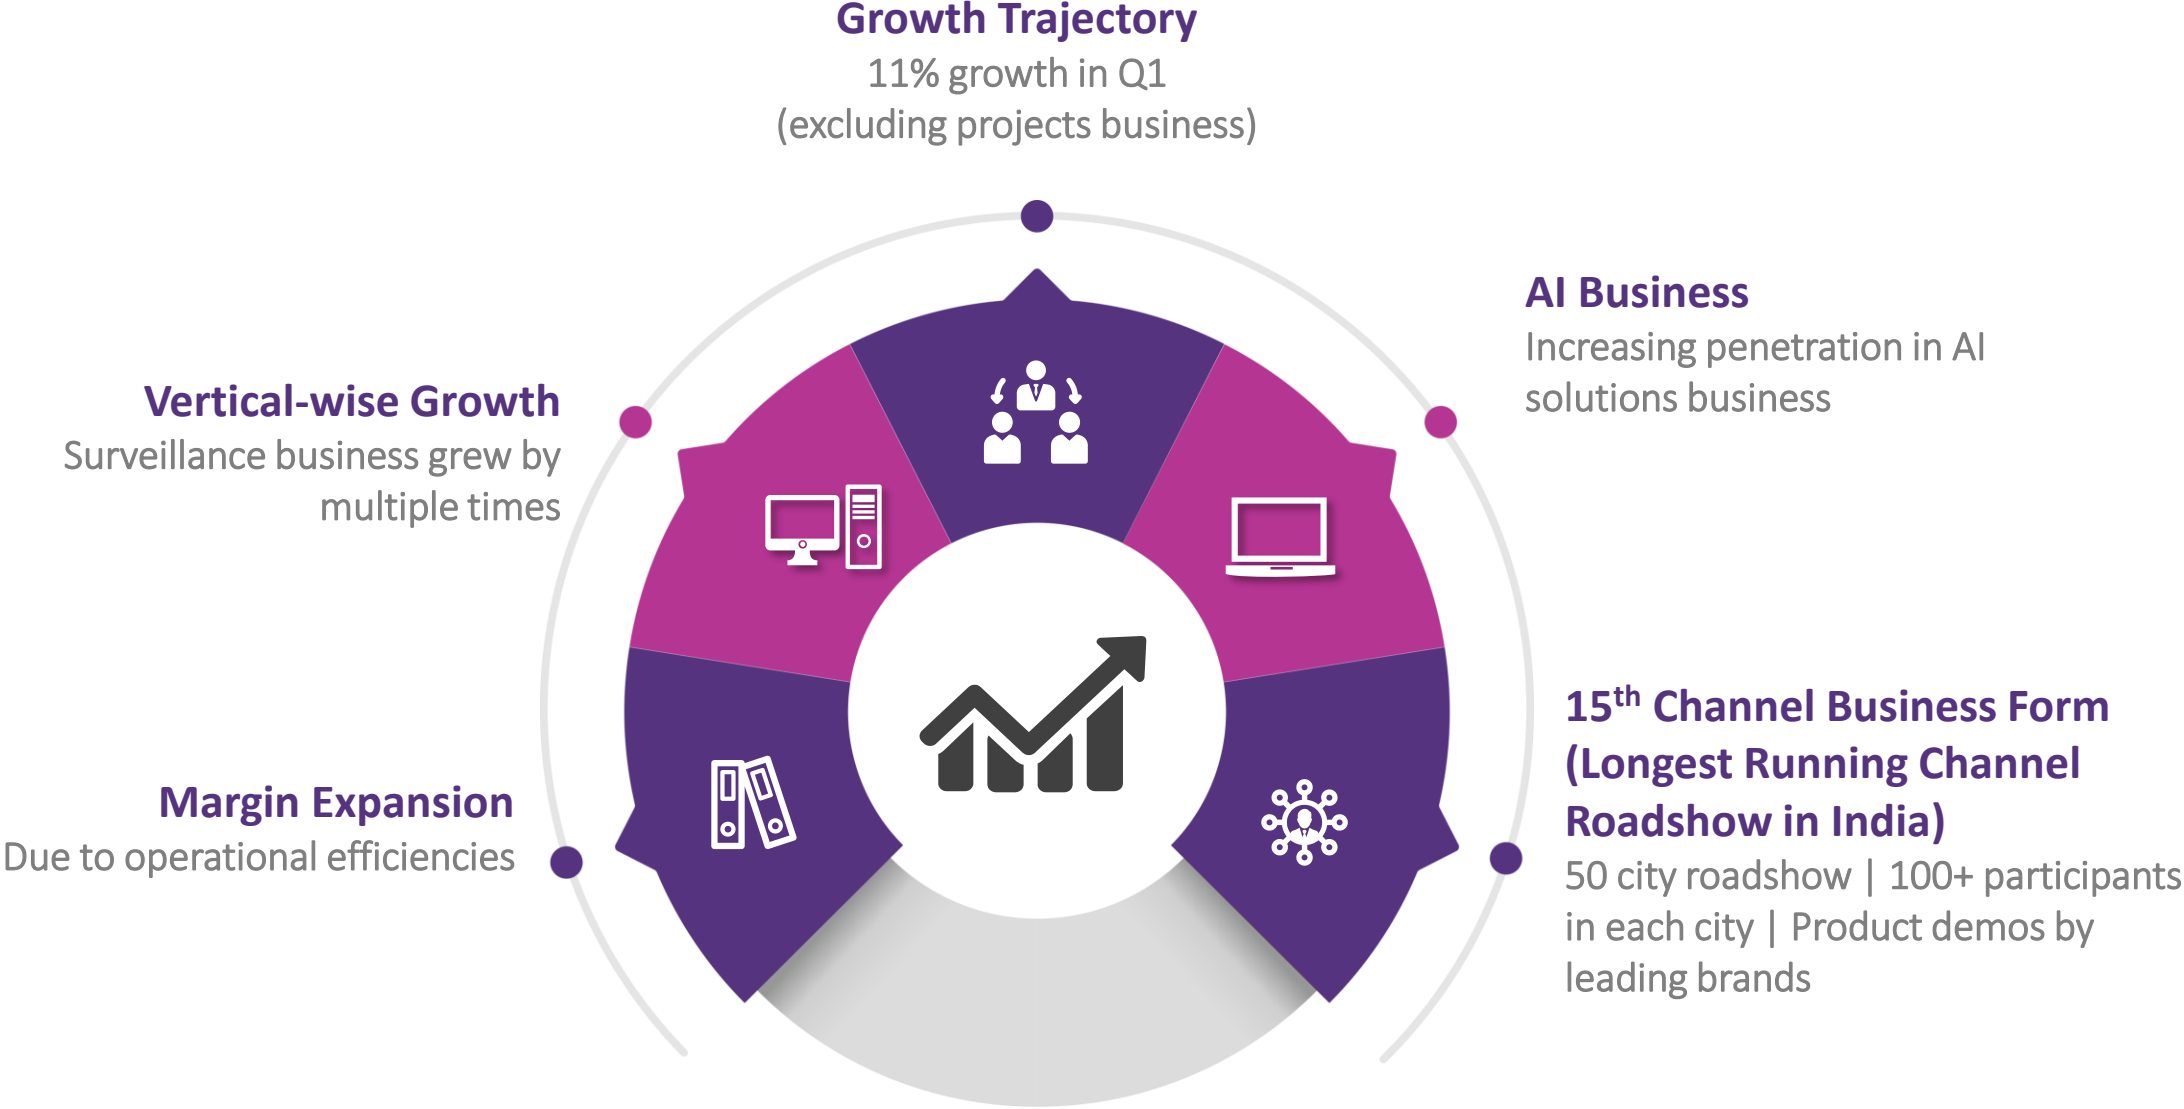 Growth Trajectory
11% growth in Q1
(excluding projects business)
AI Business
Increasing penetration in AI
solutions business
Vertical-wise Growth
Surveillance business grew by
multiple times
15th Channel Business Form
(Longest Running Channel
Roadshow in India)
50 city roadshow | 100+ participants
in each city | Product demos by
leading brands
Margin Expansion
Due to operational efficiencies